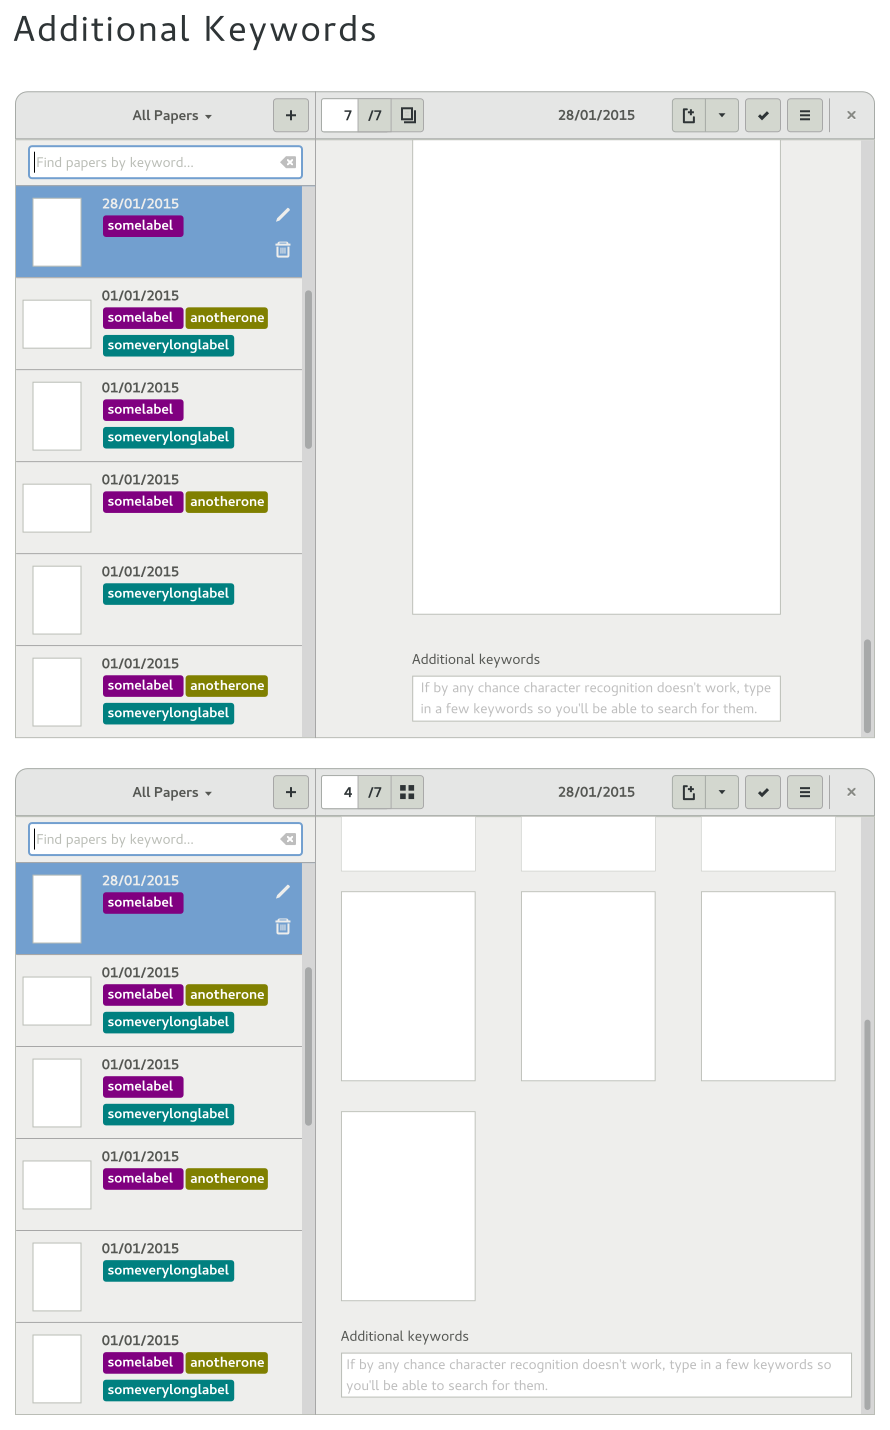 Additional Keywords
All Papers
7 /7
28/01/2015
Find papers by keyword...
28/01/2015
somelabel
01/01/2015
somelabel anotherone
someverylonglabel
01/01/2015
somelabel
someverylonglabel
01/01/2015
somelabel anotherone
01/01/2015
someverylonglabel
01/01/2015
somelabel anotherone
someverylonglabel
Additional keywords
If by any chance character recognition doesn't work, type
in a few keywords so you'll be able to search for them.
All Papers
4 /7
28/01/2015
Find papers by keyword...
28/01/2015
somelabel
01/01/2015
somelabel anotherone
someverylonglabel
01/01/2015
somelabel
someverylonglabel
01/01/2015
somelabel anotherone
01/01/2015
someverylonglabel
01/01/2015
somelabel anotherone
someverylonglabel
Additional keywords
If by any chance character recognition doesn't work, type in a few keywords so
you'll be able to search for them.